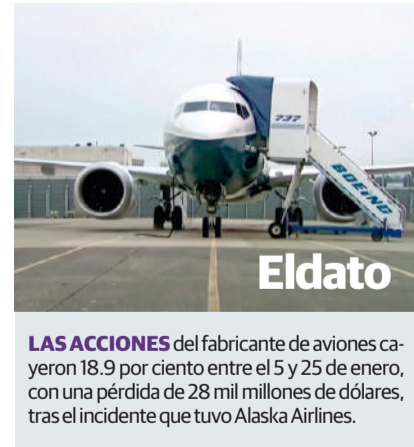 737
BOEING
Eldato
LAS ACCIONES del fabricante de aviones ca-
yeron 18.9 por ciento entre el 5 y 25 de enero,
con una pérdida de 28 mil millones de dólares,
tras el incidente que tuvo Alaska Airlines.